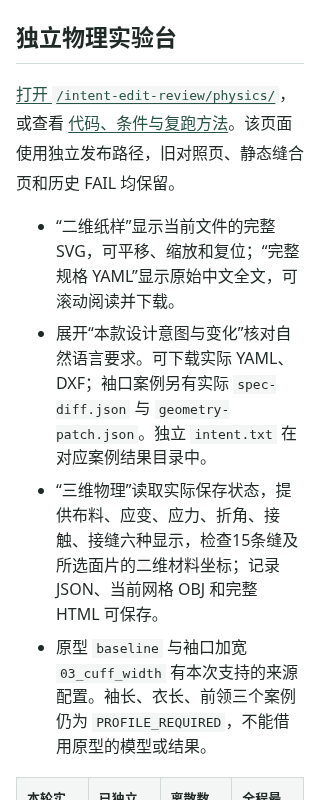 独立物理实验台
打开 /intent-edit-review/physics/，
或查看 代码、条件与复跑方法。该页面
使用独立发布路径，旧对照页、静态缝合
页和历史 FAIL 均保留。
• “二维纸样”显示当前文件的完整
SVG，可平移、缩放和复位；“完整
规格 YAML”显示原始中文全文，可
滚动阅读并下载。
• 展开“本款设计意图与变化”核对自
然语言要求。可下载实际 YAML、
DXF；袖口案例另有实际 spec-
diff.json 与 geometry-
patch.json。独立 intent.txt 在
对应案例结果目录中。
• “三维物理”读取实际保存状态，提
供布料、应变、应力、折角、接
触、接缝六种显示，检查15条缝及
所选面片的二维材料坐标；记录
JSON、当前网格 OBJ 和完整
HTML 可保存。
• 原型 baseline 与袖口加宽
03_cuff_width 有本次支持的来源
配置。袖长、衣长、前领三个案例
仍为 PROFILE_REQUIRED，不能借
用原型的模型或结果。
本轮实 已独立 离散数 全程最